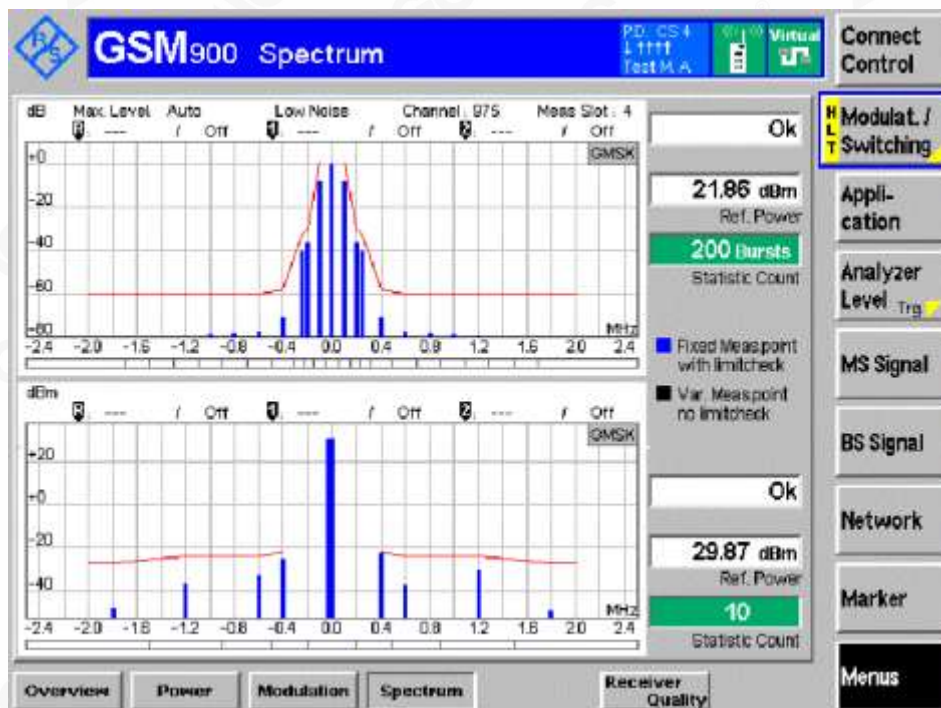 R S
GSM900 Spectrum
P.D. CS 4
Test M.A.
Virtual
Connect Control
dB Max. Level Auto Low Noise Channel: 975 Meas Slot: 4
--- / Off 1 --- / Off 2 --- / Off
GMSK
+0
-20
-40
-60
-80
MHz
-2.4 -2.0 -1.6 -1.2 -0.8 -0.4 0.0 0.4 0.8 1.2 1.6 2.0 2.4
Ok
21.86 dBm
Ref. Power
200 Bursts
Statistic Count
Fixed Meas.point
with limitcheck
Var. Meas.point
no limitcheck
dBm
--- / Off 1 --- / Off 2 --- / Off
GMSK
+20
+0
-20
-40
MHz
-2.4 -2.0 -1.6 -1.2 -0.8 -0.4 0.0 0.4 0.8 1.2 1.6 2.0 2.4
Ok
29.87 dBm
Ref. Power
10
Statistic Count
HLT
Modulat. /
Switching
Appli-
cation
Analyzer
Level Trg
MS Signal
BS Signal
Network
Marker
Menus
Overview
Power
Modulation
Spectrum
Receiver
Quality